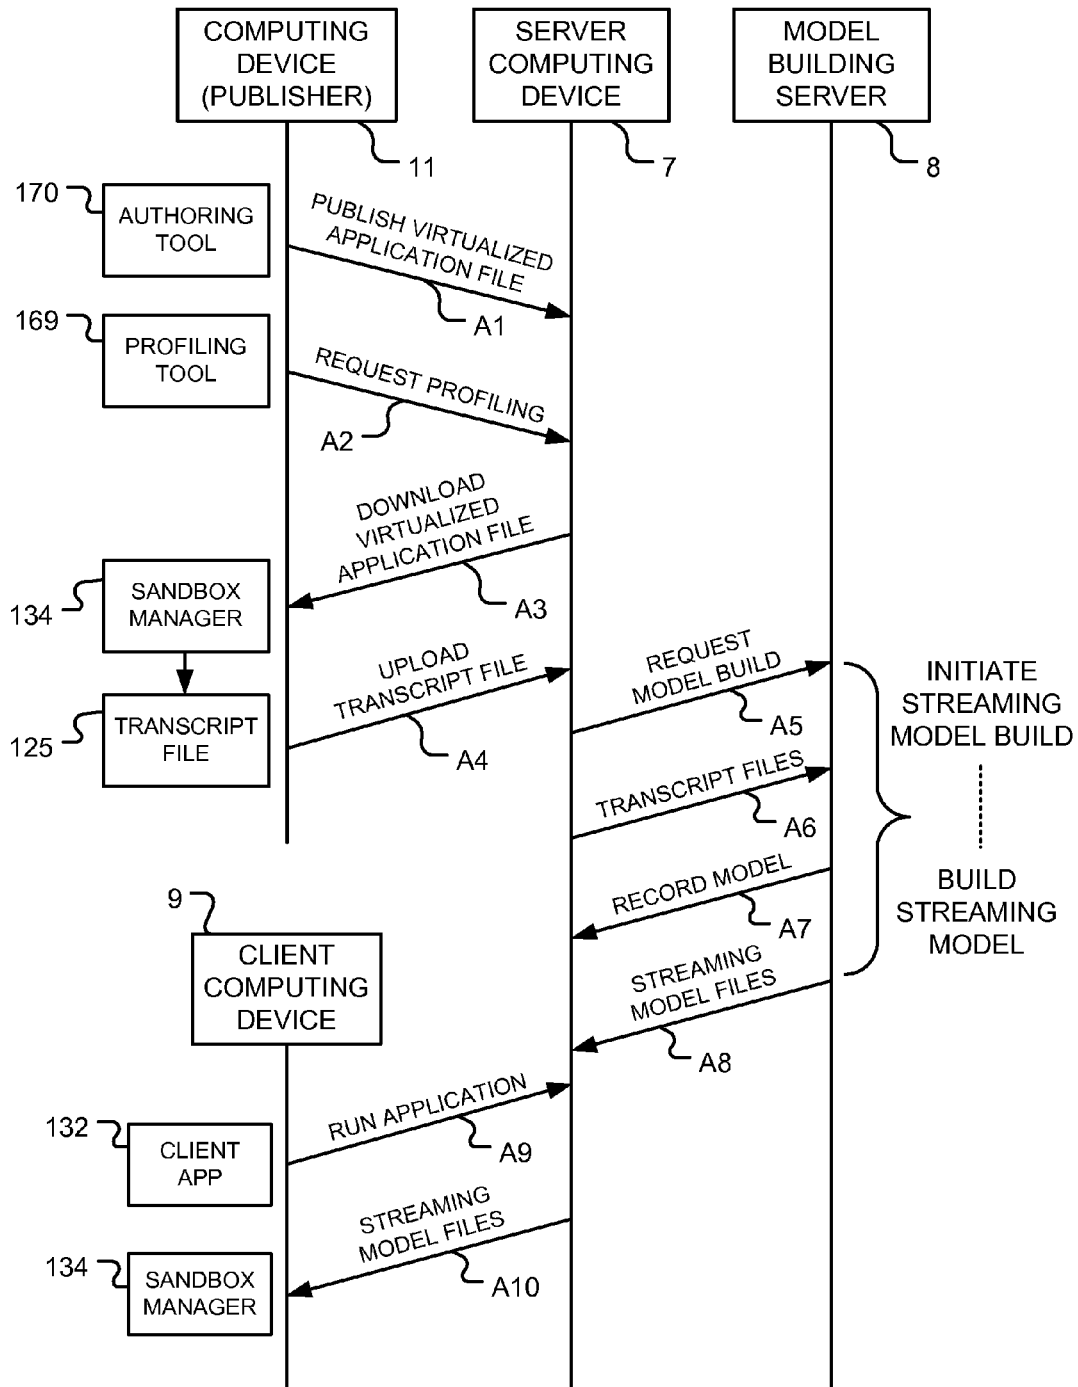 COMPUTING
DEVICE
(PUBLISHER)
SERVER
COMPUTING
DEVICE
MODEL
BUILDING
SERVER
11
7
8
170
AUTHORING
TOOL
PUBLISH VIRTUALIZED
APPLICATION FILE
A1
169
PROFILING
TOOL
REQUEST PROFILING
A2
DOWNLOAD
VIRTUALIZED
APPLICATION FILE
A3
134
SANDBOX
MANAGER
UPLOAD
TRANSCRIPT FILE
A4
125
TRANSCRIPT
FILE
REQUEST
MODEL BUILD
A5
INITIATE
STREAMING
MODEL BUILD
TRANSCRIPT FILES
A6
RECORD MODEL
A7
BUILD
STREAMING
MODEL
9
CLIENT
COMPUTING
DEVICE
STREAMING
MODEL FILES
A8
RUN APPLICATION
A9
132
CLIENT
APP
STREAMING
MODEL FILES
A10
134
SANDBOX
MANAGER